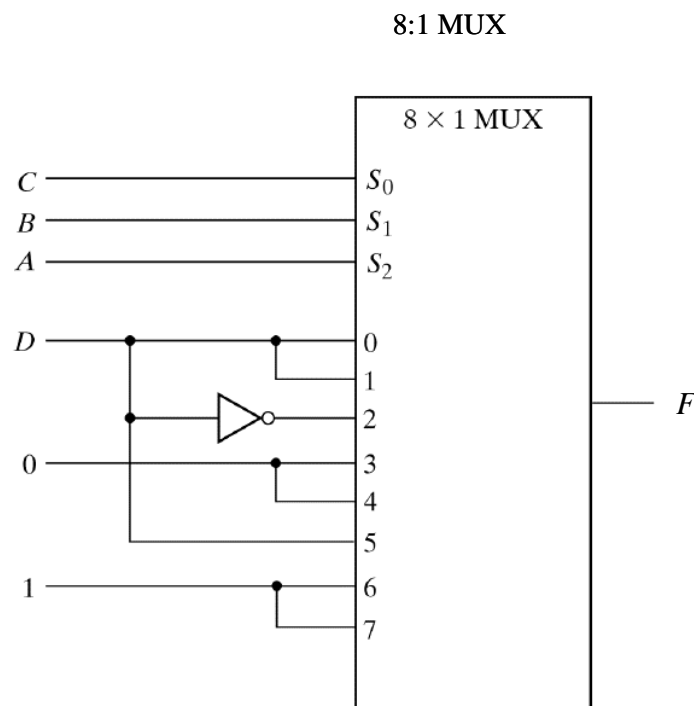 8:1 MUX
8 × 1 MUX
C S₀
B S₁
A S₂
D 0
1
2
F
0 3
4
5
1 6
7